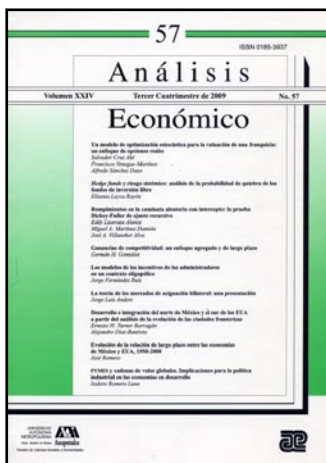 57
ISSN 0185-3937
Análisis
Volumen XXIV Tercer Cuatrimestre de 2009 No. 57
Económico
Un modelo de optimización estocástica para la valuación de una franquicia:
un enfoque de opciones reales
Salvador Cruz Aké
Francisco Venegas-Martínez
Alfredo Sánchez Daza
Hedge funds y riesgo sistémico: análisis de la probabilidad de quiebra de los
fondos de inversión libre
Elitania Leyva Rayón
Rompimientos en la caminata aleatoria con intercepto: la prueba
Dickey-Fuller de ajuste recursivo
Eddy Lizarazu Alanez
Miguel A. Martínez Damián
José A. Villaseñor Alva
Ganancias de competitividad: un enfoque agregado y de largo plazo
Germán H. González
Los modelos de los incentivos de los administradores
en un contexto oligopólico
Jorge Fernández Ruiz
La teoría de los mercados de asignación bilateral: una presentación
Jorge Luis Andere
Desarrollo e integración del norte de México y el sur de los EUA
a partir del análisis de la evolución de las ciudades fronterizas
Ernesto H. Turner Barragán
Alejandro Díaz-Bautista
Evolución de la relación de largo plazo entre las economías
de México y EUA, 1950-2008
José Romero
PYMES y cadenas de valor globales. Implicaciones para la política
industrial en las economías en desarrollo
Isidoro Romero Luna
UNIVERSIDAD
AUTÓNOMA
METROPOLITANA
Azcapotzalco
División de Ciencias Sociales y Humanidades